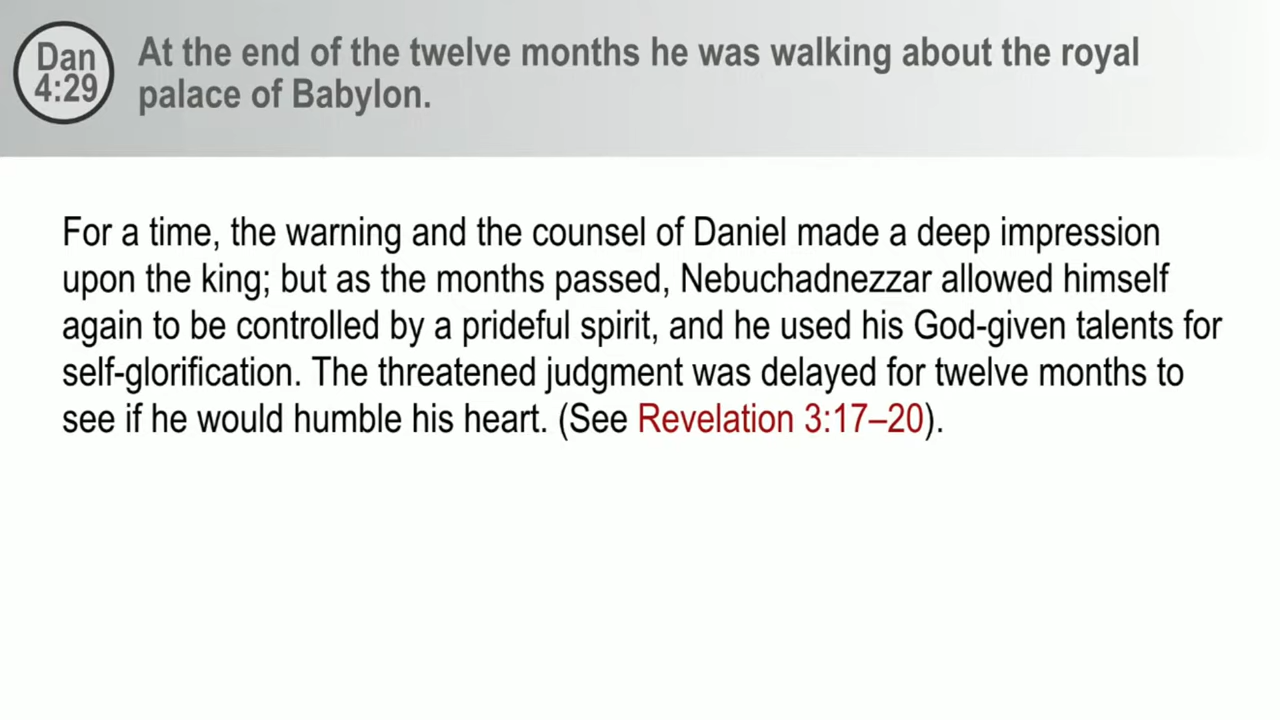 Dan
4:29
At the end of the twelve months he was walking about the royal
palace of Babylon.
For a time, the warning and the counsel of Daniel made a deep impression
upon the king; but as the months passed, Nebuchadnezzar allowed himself
again to be controlled by a prideful spirit, and he used his God-given talents for
self-glorification. The threatened judgment was delayed for twelve months to
see if he would humble his heart. (See Revelation 3:17–20).